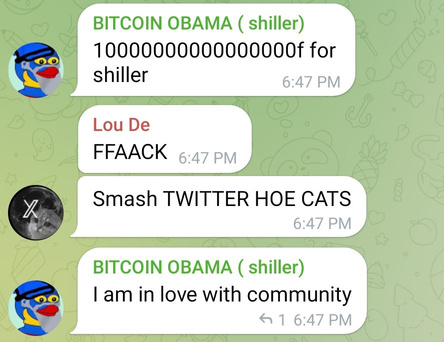 BITCOIN OBAMA ( shiller)
10000000000000000f for
shiller
6:47 PM
Lou De
FFAACK 6:47 PM
Smash TWITTER HOE CATS
6:47 PM
BITCOIN OBAMA ( shiller)
I am in love with community
1 6:47 PM